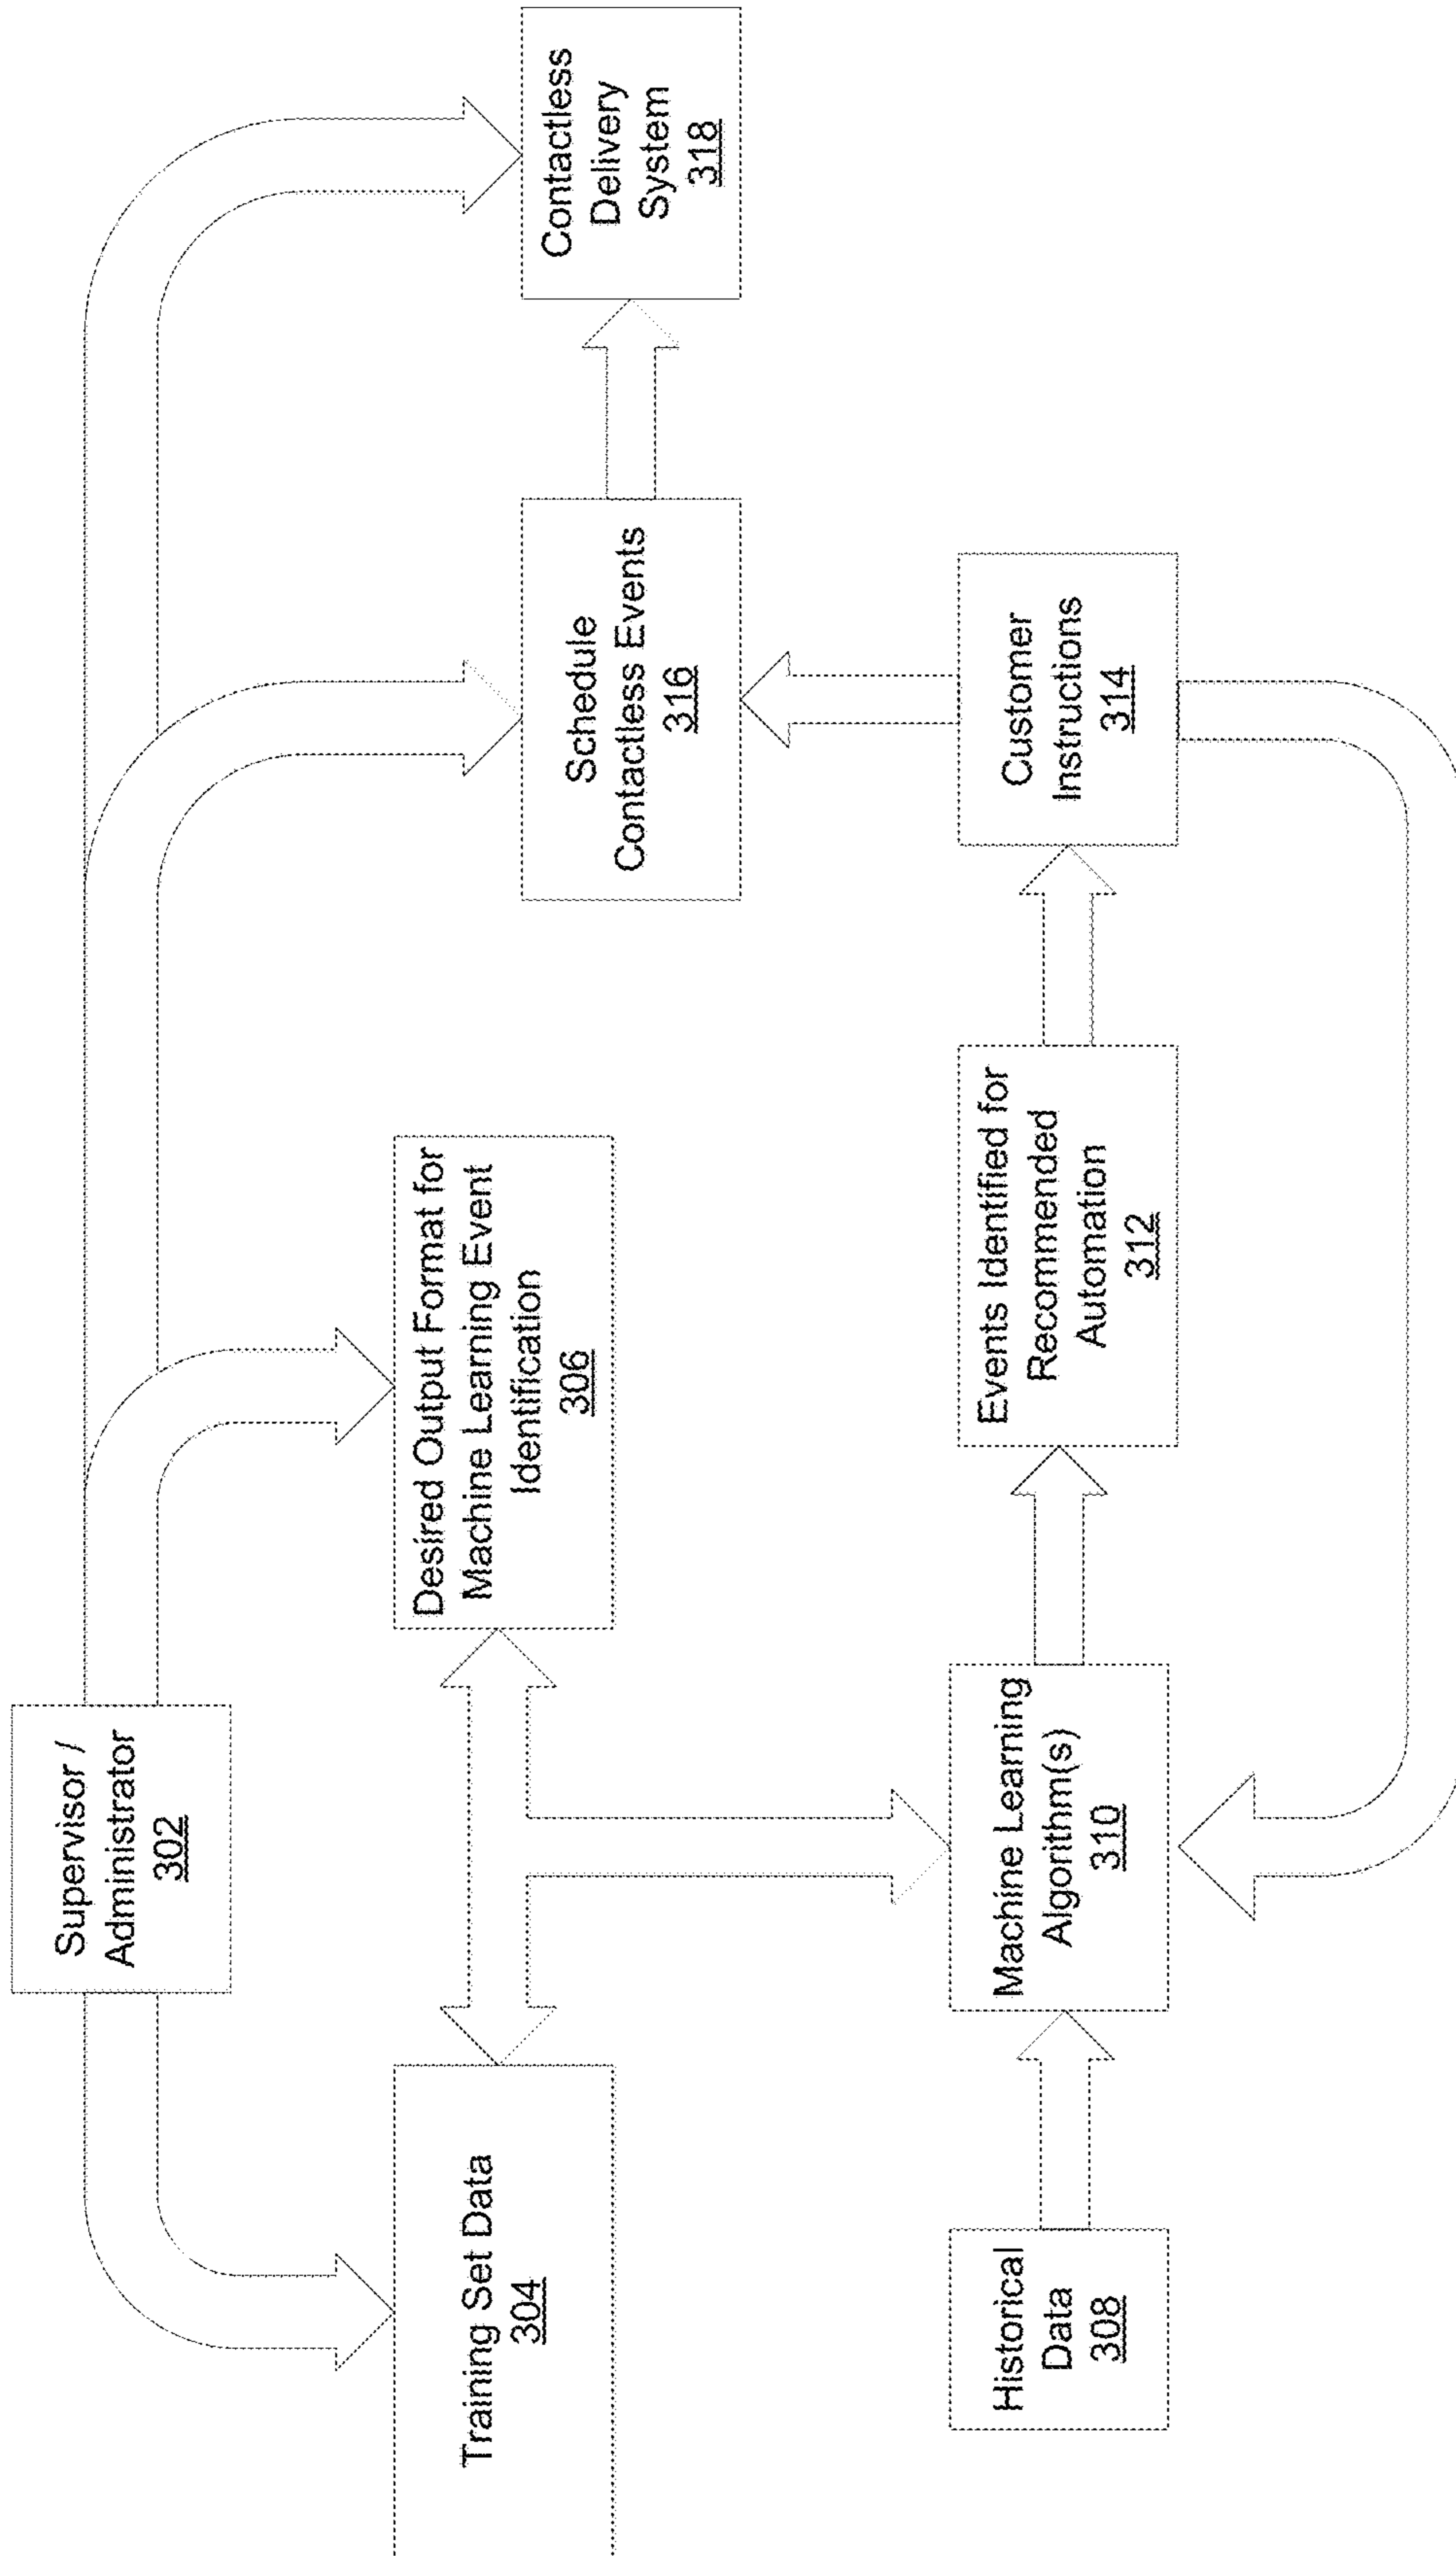 Supervisor /
Administrator
302
Training Set Data
304
Desired Output Format for
Machine Learning Event
Identification
306
Schedule
Contactless Events
316
Contactless
Delivery
System
318
Historical
Data
308
Machine Learning
Algorithm(s)
310
Events Identified for
Recommended
Automation
312
Customer
Instructions
314